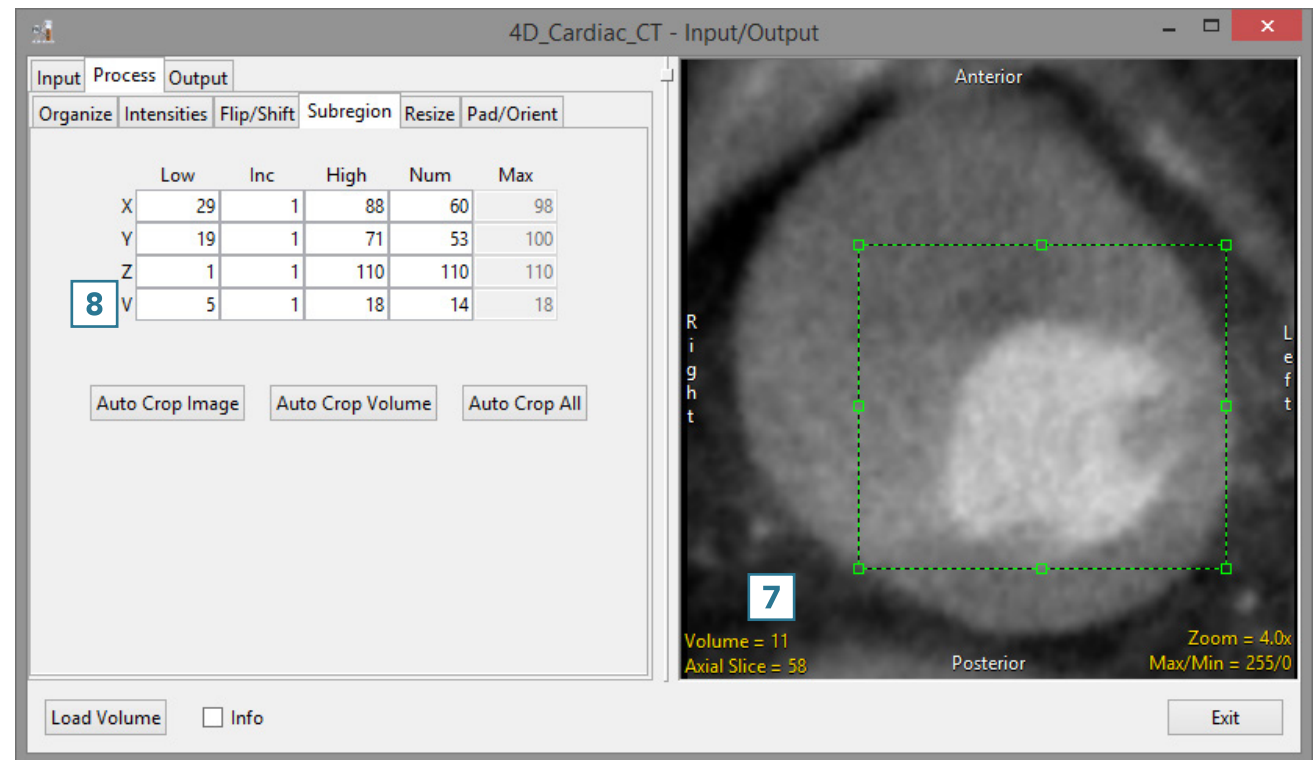 4D_Cardiac_CT - Input/Output
Input Process Output
Organize Intensities Flip/Shift Subregion Resize Pad/Orient
Low Inc High Num Max
X 29 1 88 60 98
Y 19 1 71 53 100
Z 1 1 110 110 110
8 V 5 1 18 14 18
Auto Crop Image Auto Crop Volume Auto Crop All
Anterior
Right
Left
7
Volume = 11 Zoom = 4.0x
Axial Slice = 58 Posterior Max/Min = 255/0
Load Volume Info Exit